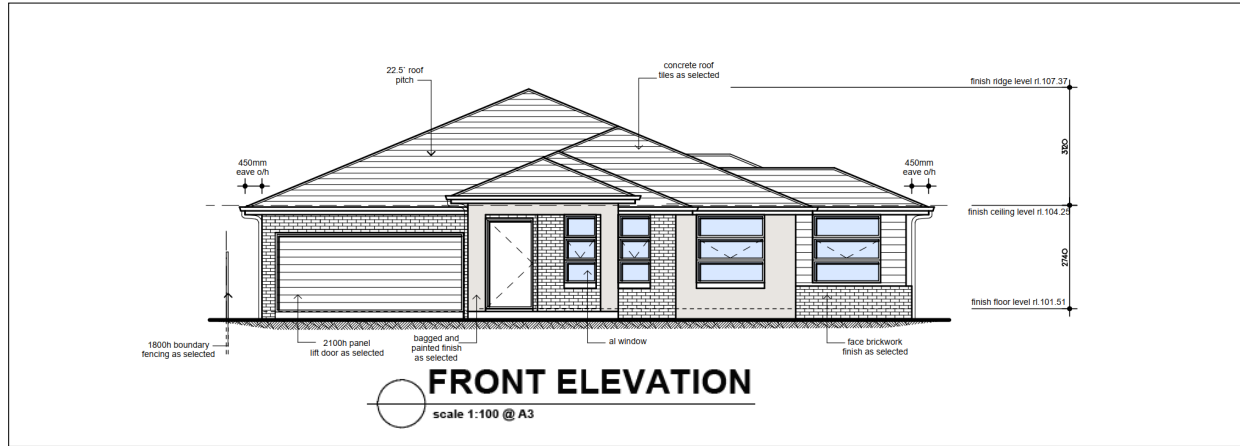 22.5° roof
pitch
concrete roof
tiles as selected
finish ridge level rl.107.37
3120
450mm
eave o/h
450mm
eave o/h
finish ceiling level rl.104.25
2740
finish floor level rl.101.51
1800h boundary
fencing as selected
2100h panel
lift door as selected
bagged and
painted finish
as selected
al window
face brickwork
finish as selected
FRONT ELEVATION
scale 1:100 @ A3